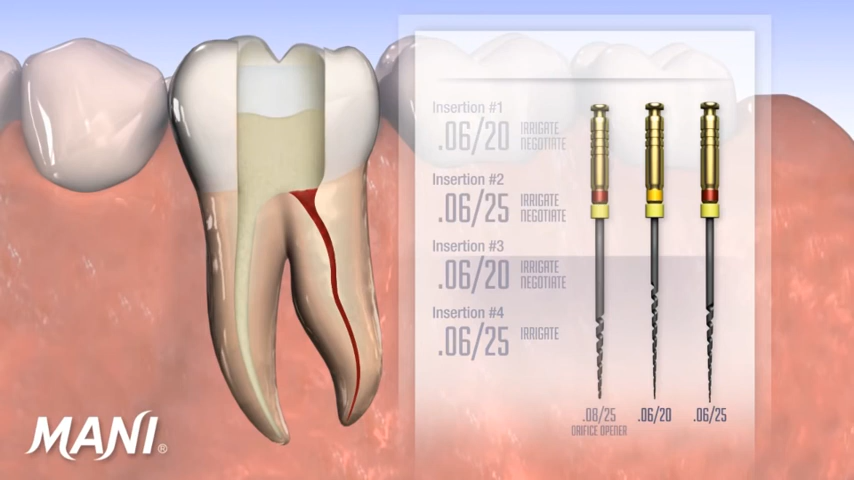 Insertion #1
.06/20 IRRIGATE
NEGOTIATE
Insertion #2
.06/25 IRRIGATE
NEGOTIATE
Insertion #3
.06/20 IRRIGATE
NEGOTIATE
Insertion #4
.06/25 IRRIGATE
.08/25 .06/20 .06/25
ORIFICE OPENER
MANI®